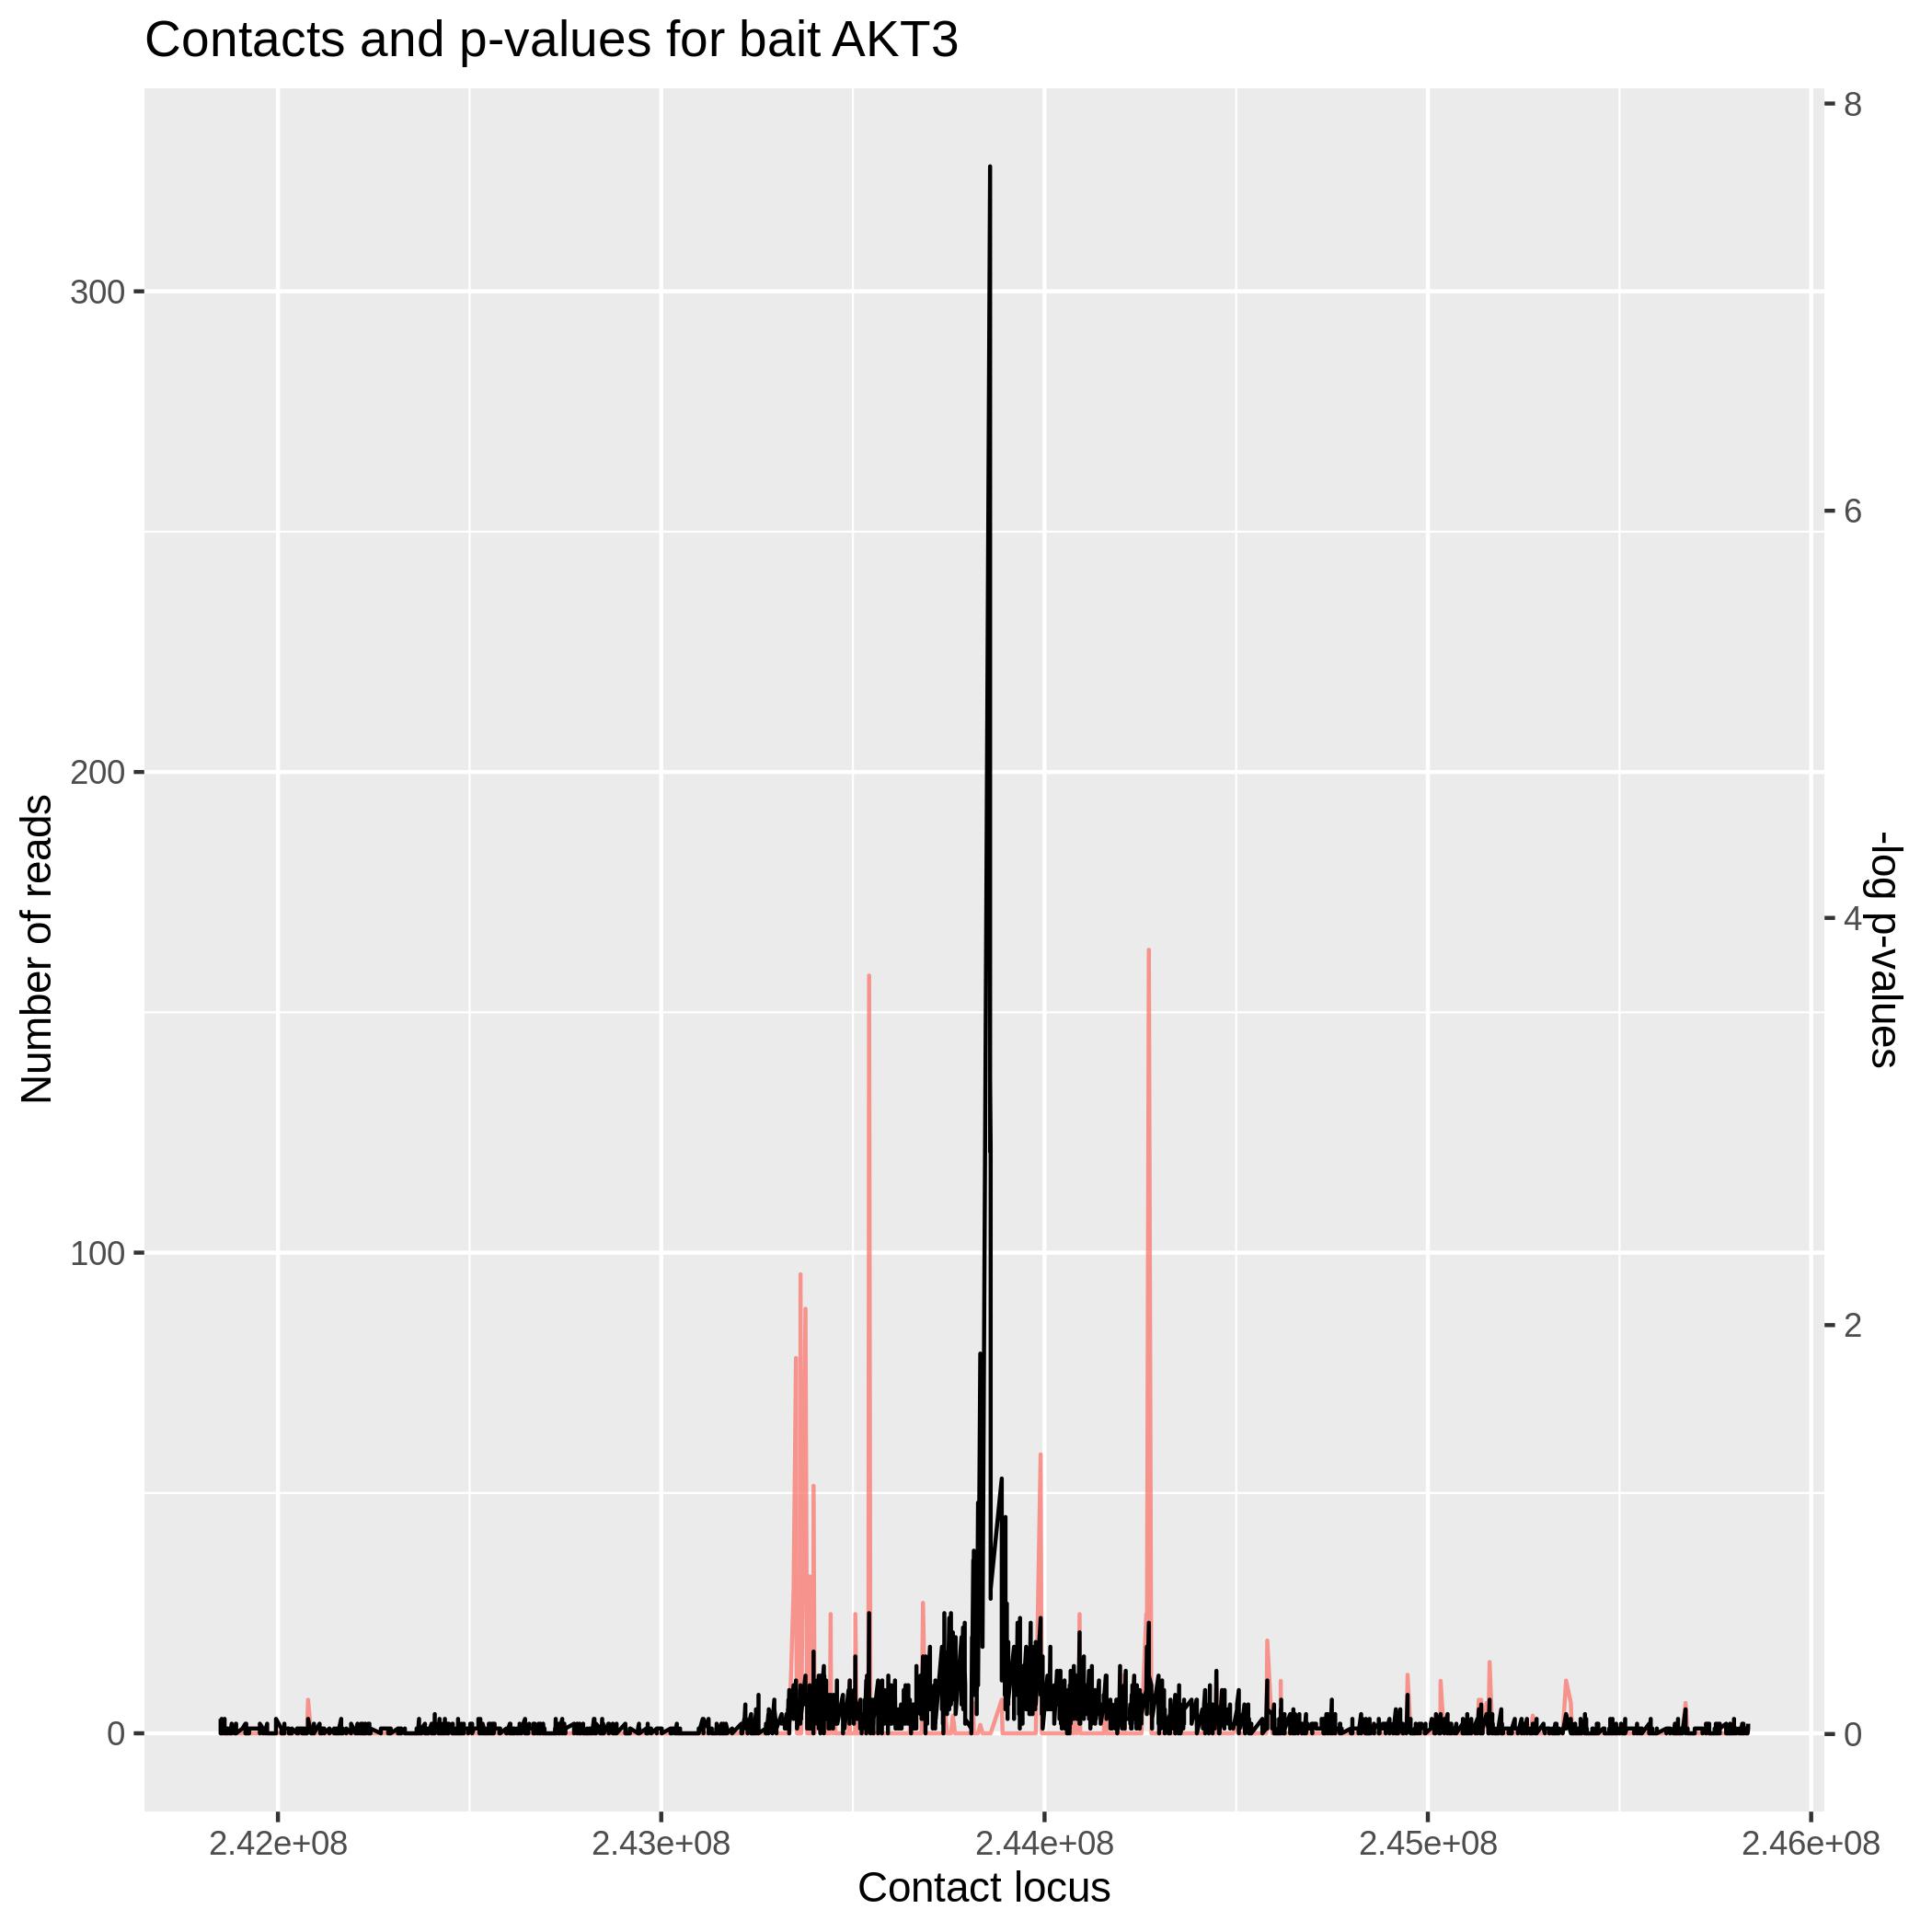 Contacts and p-values for bait AKT3
300
200
100
0
Number of reads
8
6
4
2
0
-log p-values
2.42e+08
2.43e+08
2.44e+08
2.45e+08
2.46e+08
Contact locus